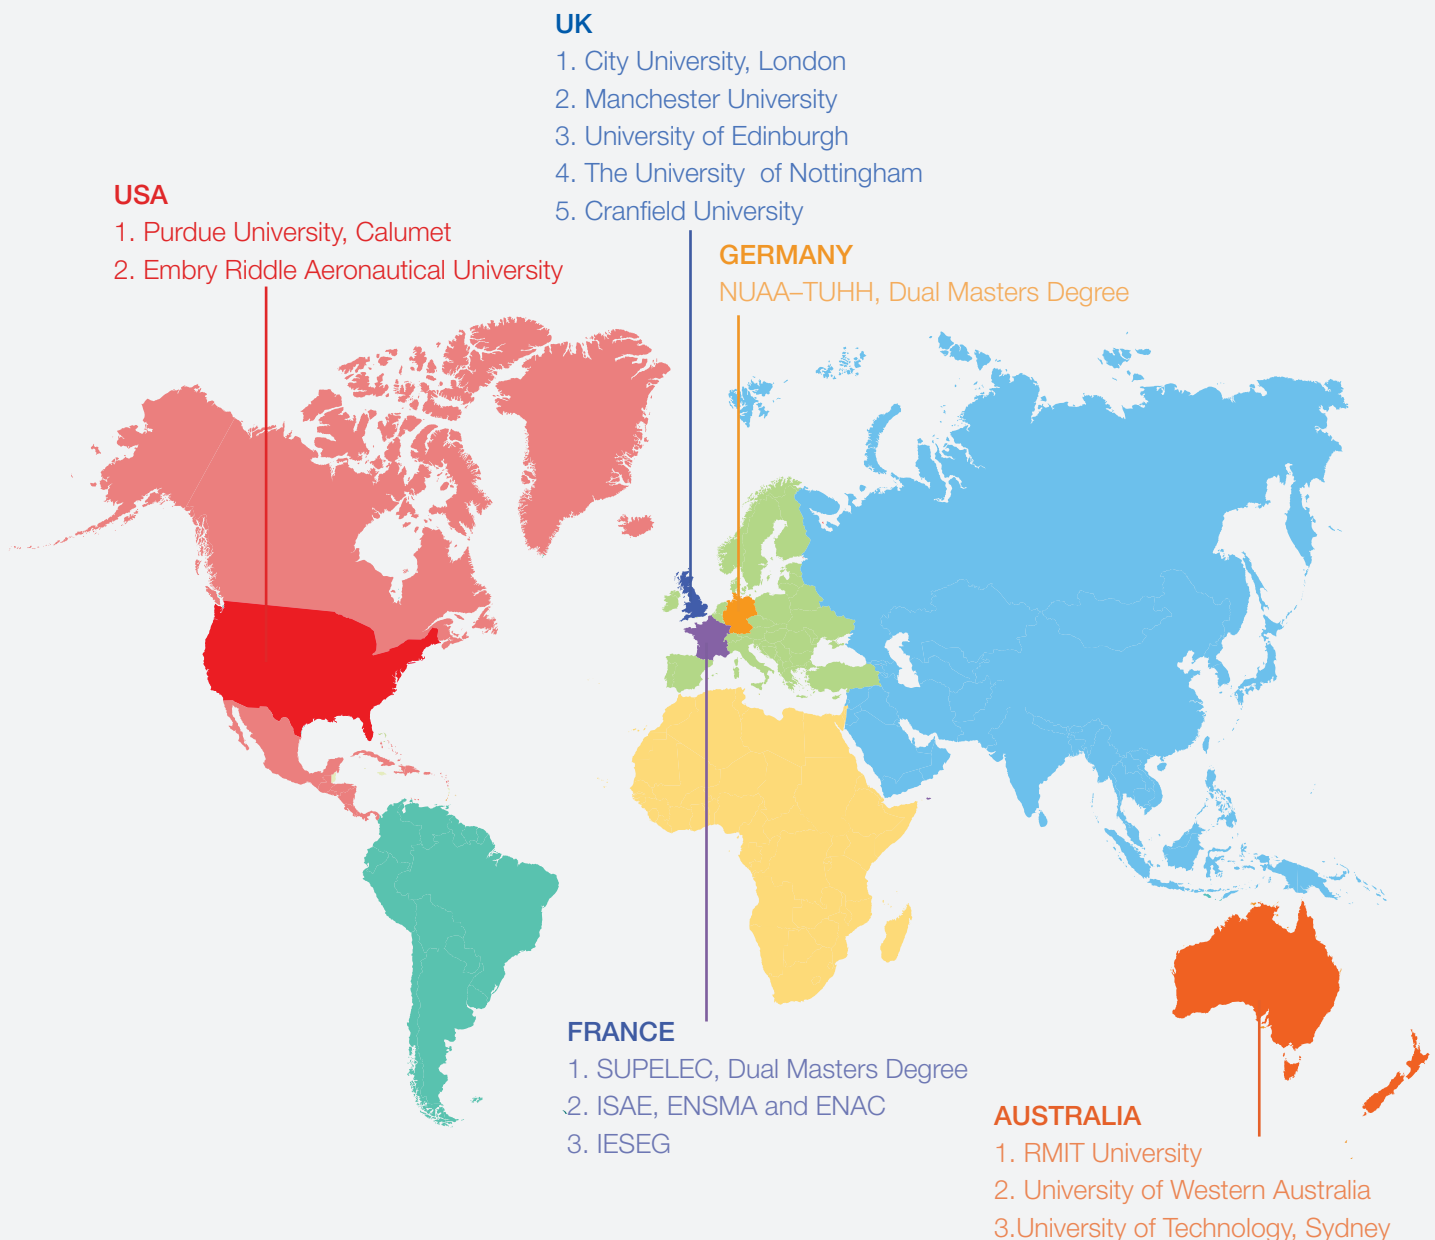 UK
1. City University, London
2. Manchester University
3. University of Edinburgh
4. The University  of Nottingham
5. Cranfield University
USA
1. Purdue University, Calumet
2. Embry Riddle Aeronautical University
GERMANY
NUAA–TUHH, Dual Masters Degree
FRANCE
1. SUPELEC, Dual Masters Degree
2. ISAE, ENSMA and ENAC
3. IESEG
AUSTRALIA
1. RMIT University
2. University of Western Australia
3.University of Technology, Sydney